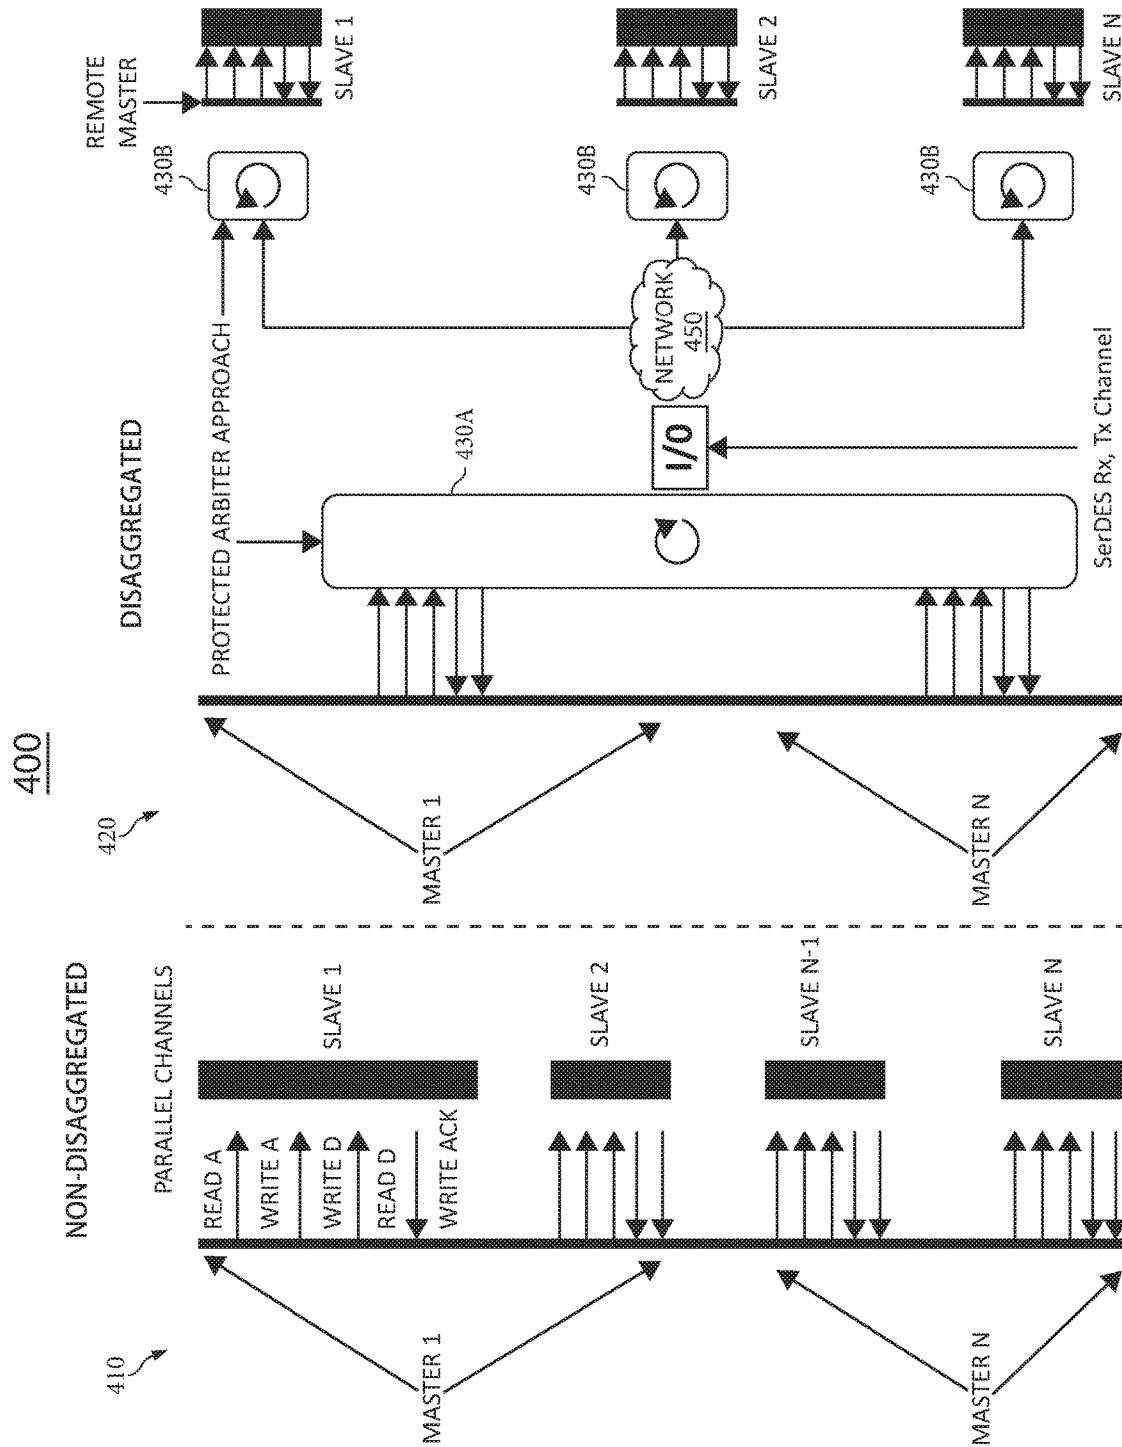 400
NON-DISAGGREGATED
410
PARALLEL CHANNELS
READ A
WRITE A
WRITE D
READ D
WRITE ACK
SLAVE 1
SLAVE 2
SLAVE N-1
SLAVE N
MASTER 1
MASTER N
DISAGGREGATED
420
PROTECTED ARBITER APPROACH
430A
MASTER 1
MASTER N
I/O
SerDES Rx, Tx Channel
NETWORK
450
430B
430B
430B
REMOTE
MASTER
SLAVE 1
SLAVE 2
SLAVE N